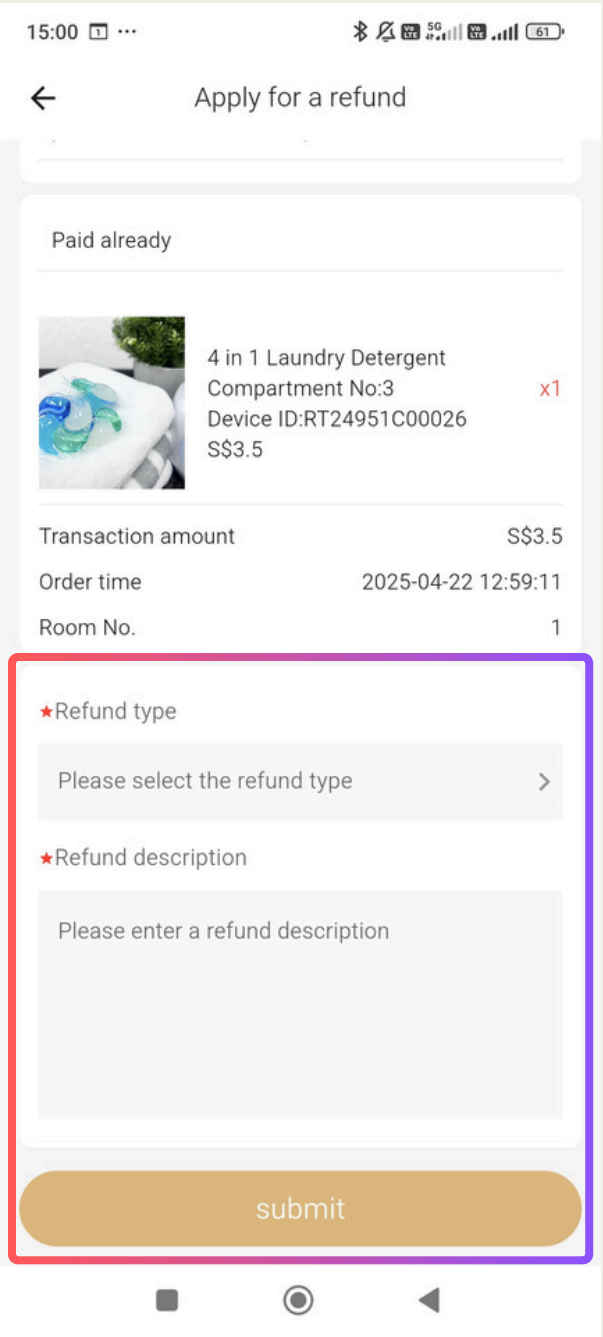 15:00
5G
61
Apply for a refund
Paid already
4 in 1 Laundry Detergent
Compartment No:3
x1
Device ID:RT24951C00026
S$3.5
Transaction amount S$3.5
Order time 2025-04-22 12:59:11
Room No. 1
★Refund type
Please select the refund type
★Refund description
Please enter a refund description
submit